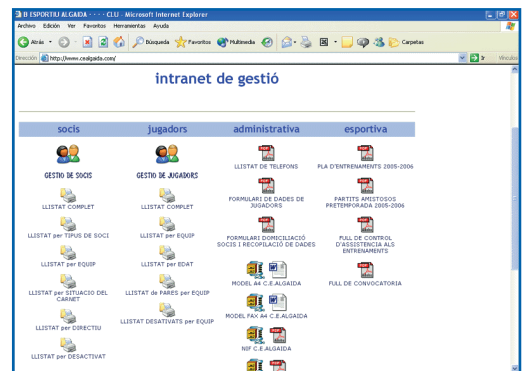 B ESPORTIU ALGAIDA - - - - CLU - Microsoft Internet Explorer
Archivo Edición Ver Favoritos Herramientas Ayuda
Atrás Búsqueda Favoritos Multimedia Carpetas
Dirección http://www.cealgaida.com/ Ir Vínculos
intranet de gestió
socis jugadors administrativa esportiva
GESTIO DE SOCIS
LLISTAT COMPLET
LLISTAT per TIPUS DE SOCI
LLISTAT per EQUIP
LLISTAT per SITUACIO DEL
CARNET
LLISTAT per DIRECTIU
LLISTAT per DESACTIVAT
GESTIO DE JUGADORS
LLISTAT COMPLET
LLISTAT per EQUIP
LLISTAT per EDAT
LLISTAT de PARES per EQUIP
LLISTAT DESATIVATS per EQUIP
LLISTAT DE TELEFONS
FORMULARI DE DADES DE
JUGADORS
FORMULARI DOMICILIACIÓ
SOCIS I RECOPILACIÓ DE DADES
MODEL A4 C.E.ALGAIDA
MODEL FAX A4 C.E.ALGAIDA
NIF C.E.ALGAIDA
PLA D'ENTRENAMENTS 2005-2006
PARTITS AMISTOSOS
PRETEMPORADA 2005-2006
FULL DE CONTROL
D'ASSISTENCIA ALS
ENTRENAMENTS
FULL DE CONVOCATORIA